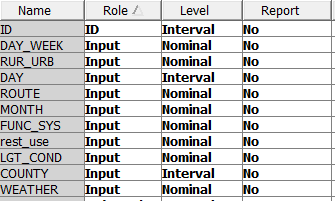 Name Role Level Report
ID ID Interval No
DAY_WEEK Input Nominal No
RUR_URB Input Nominal No
DAY Input Interval No
ROUTE Input Nominal No
MONTH Input Nominal No
FUNC_SYS Input Nominal No
rest_use Input Nominal No
LGT_COND Input Nominal No
COUNTY Input Interval No
WEATHER Input Nominal No